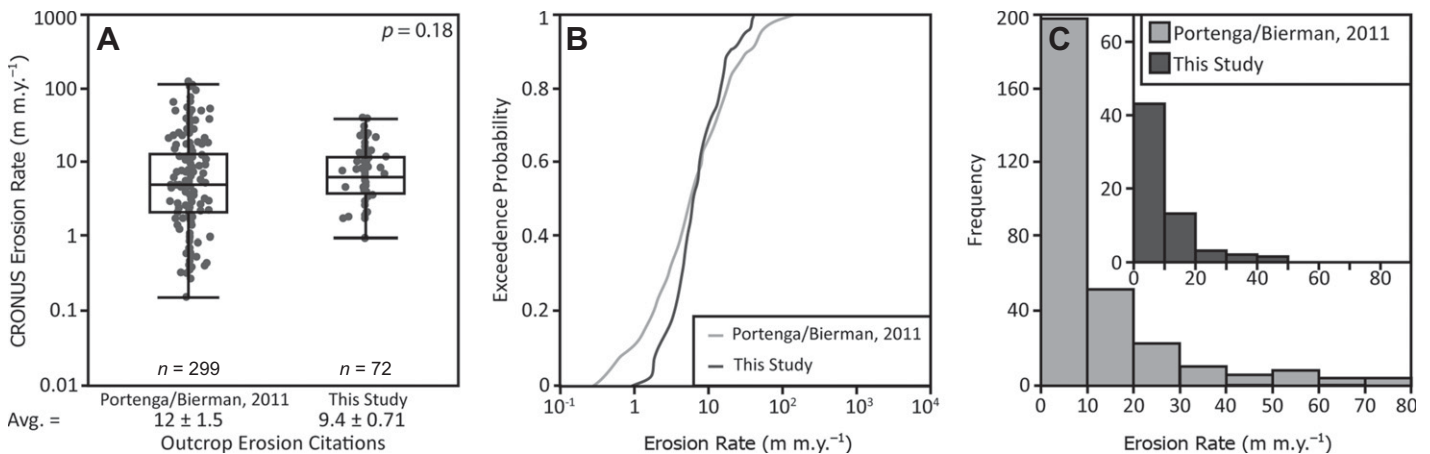 A
p = 0.18
CRONUS Erosion Rate (m m.y.⁻¹)
1000
100
10
1
0.1
0.01
n = 299
n = 72
Portenga/Bierman, 2011
This Study
Avg. =
12 ± 1.5
9.4 ± 0.71
Outcrop Erosion Citations
B
Exceedence Probability
1
0.8
0.6
0.4
0.2
0
Portenga/Bierman, 2011
This Study
10⁻¹
1
10
10²
10³
10⁴
Erosion Rate (m m.y.⁻¹)
C
Frequency
200
160
120
80
40
0
Portenga/Bierman, 2011
This Study
60
40
20
0
0
20
40
60
80
0
10
20
30
40
50
60
70
80
Erosion Rate (m m.y.⁻¹)